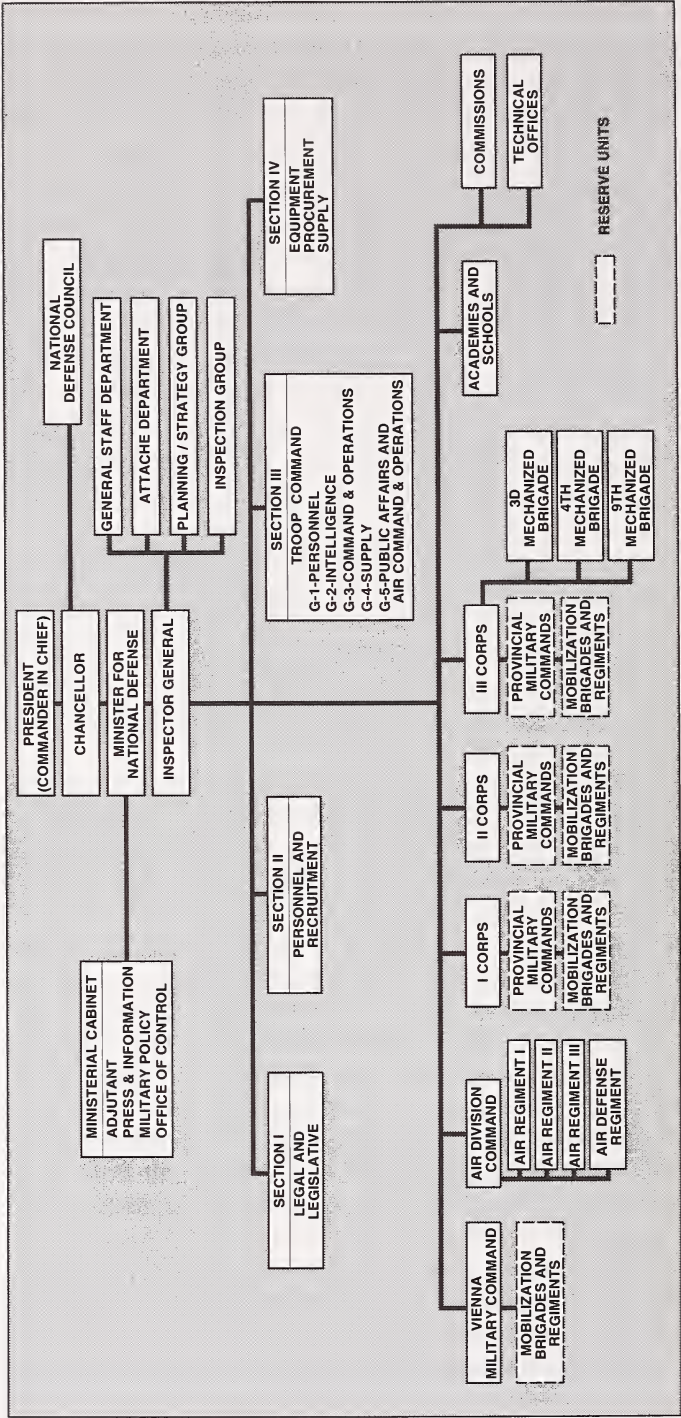 PRESIDENT
(COMMANDER IN CHIEF)
CHANCELLOR
NATIONAL
DEFENSE COUNCIL
MINISTER FOR
NATIONAL DEFENSE
INSPECTOR GENERAL
MINISTERIAL CABINET
ADJUTANT
PRESS & INFORMATION
MILITARY POLICY
OFFICE OF CONTROL
GENERAL STAFF DEPARTMENT
ATTACHE DEPARTMENT
PLANNING / STRATEGY GROUP
INSPECTION GROUP
SECTION I
LEGAL AND
LEGISLATIVE
SECTION II
PERSONNEL AND
RECRUITMENT
SECTION III
TROOP COMMAND
G-1-PERSONNEL
G-2-INTELLIGENCE
G-3-COMMAND & OPERATIONS
G-4-SUPPLY
G-5-PUBLIC AFFAIRS AND
AIR COMMAND & OPERATIONS
SECTION IV
EQUIPMENT
PROCUREMENT
SUPPLY
VIENNA
MILITARY COMMAND
MOBILIZATION
BRIGADES AND
REGIMENTS
AIR DIVISION
COMMAND
AIR REGIMENT I
AIR REGIMENT II
AIR REGIMENT III
AIR DEFENSE
REGIMENT
I CORPS
PROVINCIAL
MILITARY
COMMANDS
MOBILIZATION
BRIGADES AND
REGIMENTS
II CORPS
PROVINCIAL
MILITARY
COMMANDS
MOBILIZATION
BRIGADES AND
REGIMENTS
III CORPS
PROVINCIAL
MILITARY
COMMANDS
MOBILIZATION
BRIGADES AND
REGIMENTS
3D
MECHANIZED
BRIGADE
4TH
MECHANIZED
BRIGADE
9TH
MECHANIZED
BRIGADE
ACADEMIES AND
SCHOOLS
COMMISSIONS
TECHNICAL
OFFICES
RESERVE UNITS